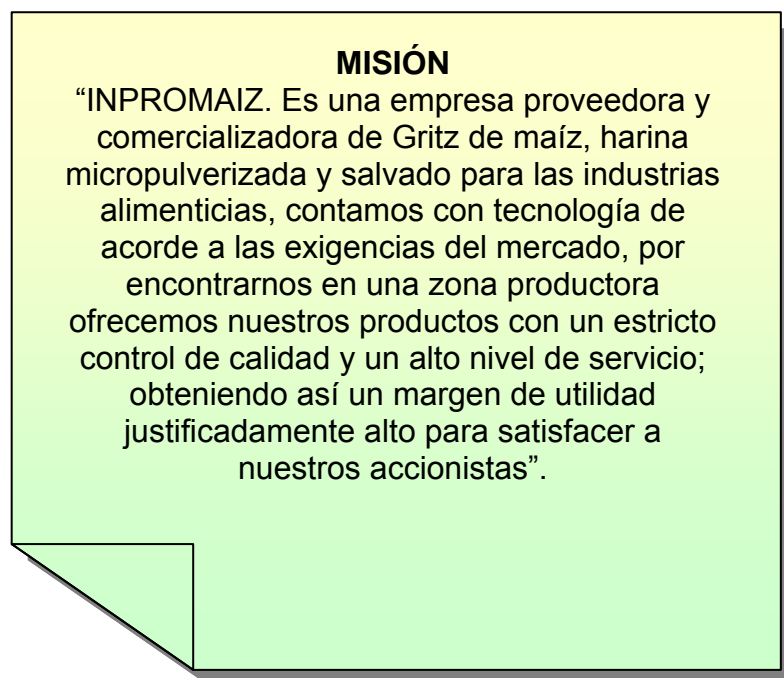 MISIÓN
“INPROMAIZ. Es una empresa proveedora y
comercializadora de Gritz de maíz, harina
micropulverizada y salvado para las industrias
alimenticias, contamos con tecnología de
acorde a las exigencias del mercado, por
encontrarnos en una zona productora
ofrecemos nuestros productos con un estricto
control de calidad y un alto nivel de servicio;
obteniendo así un margen de utilidad
justificadamente alto para satisfacer a
nuestros accionistas”.